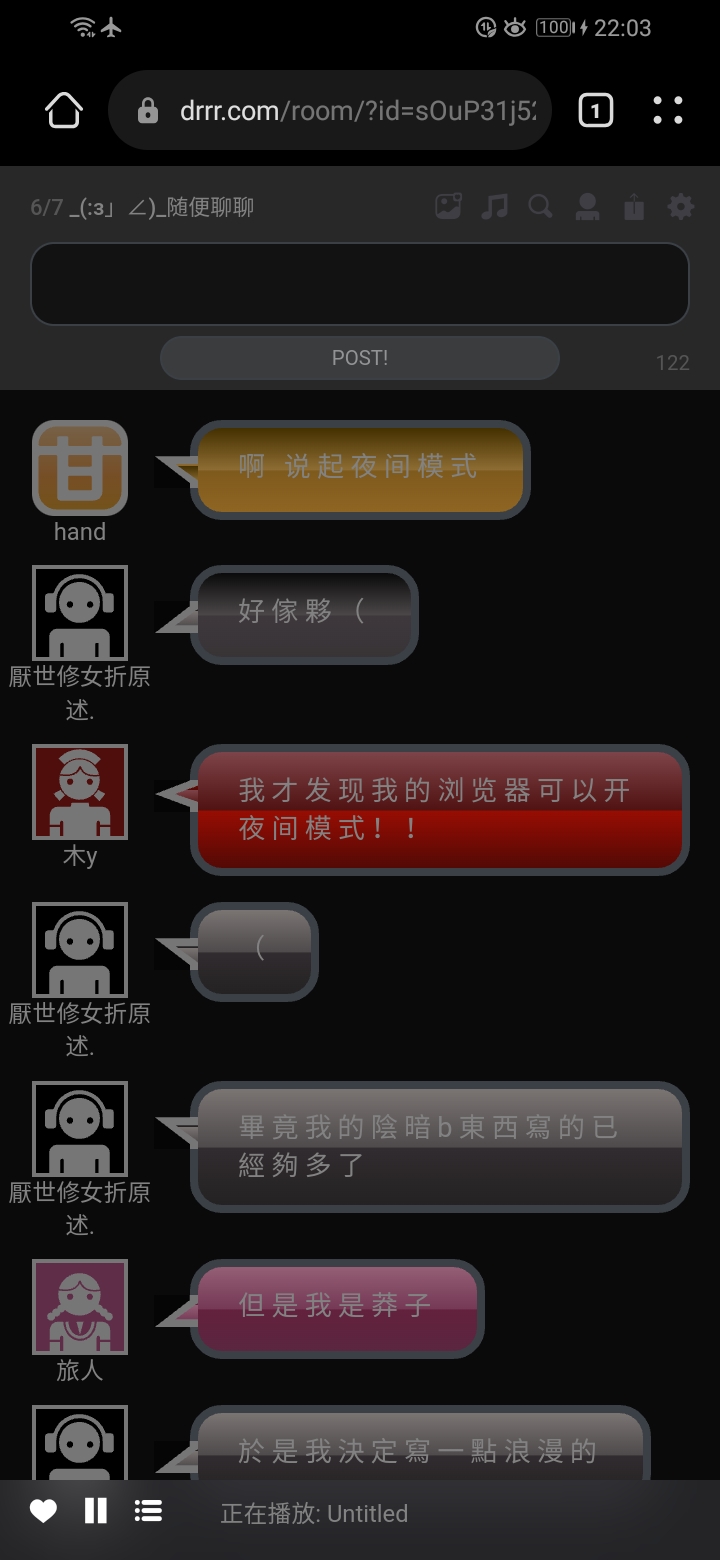 100 22:03
drrr.com/room/?id=sOuP31j5
1
6/7 _(:з」∠)_随便聊聊
POST!
122
啊 说起夜间模式
hand
好傢夥（
厭世修女折原
述.
我才发现我的浏览器可以开
夜间模式！！
木y
（
厭世修女折原
述.
畢竟我的陰暗b東西寫的已
經夠多了
厭世修女折原
述.
但是我是莽子
旅人
於是我決定寫一點浪漫的
正在播放: Untitled